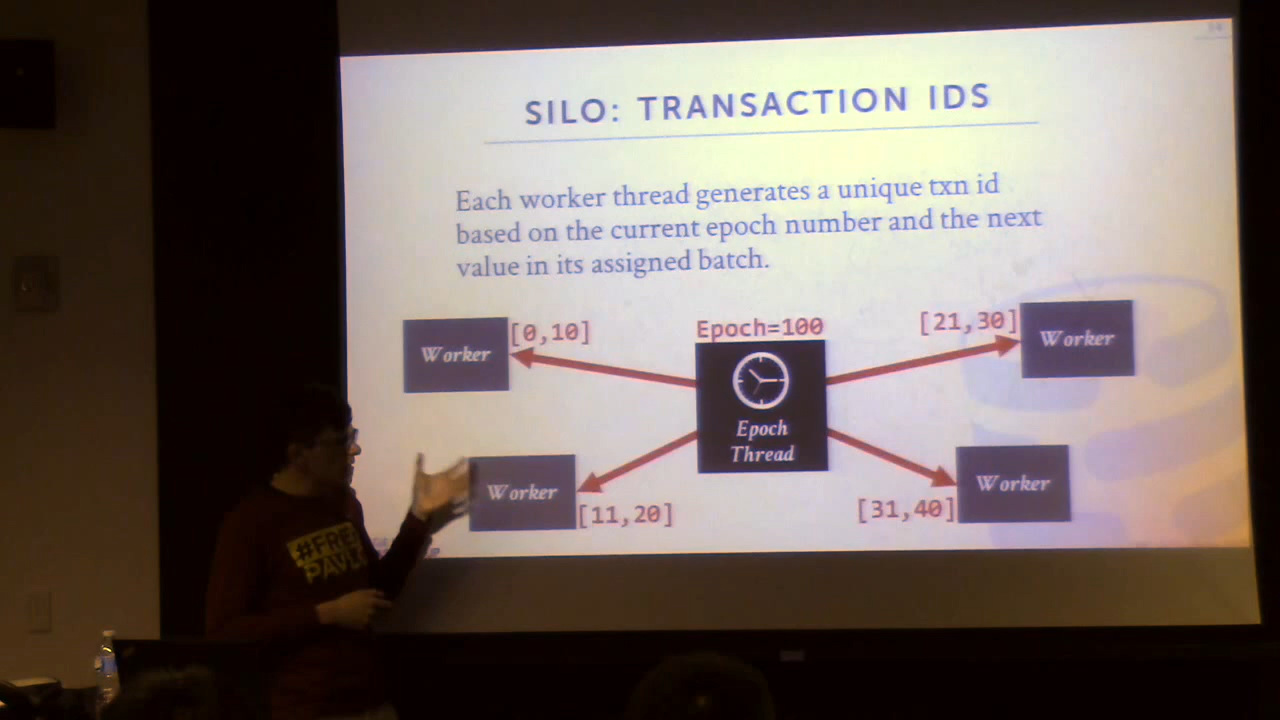 SILO: TRANSACTION IDS
Each worker thread generates a unique txn id
based on the current epoch number and the next
value in its assigned batch.
Worker
[0,10]
Epoch=100
[21,30]
Worker
Epoch
Thread
Worker
[11,20]
[31,40]
Worker
#FRE
PAVL